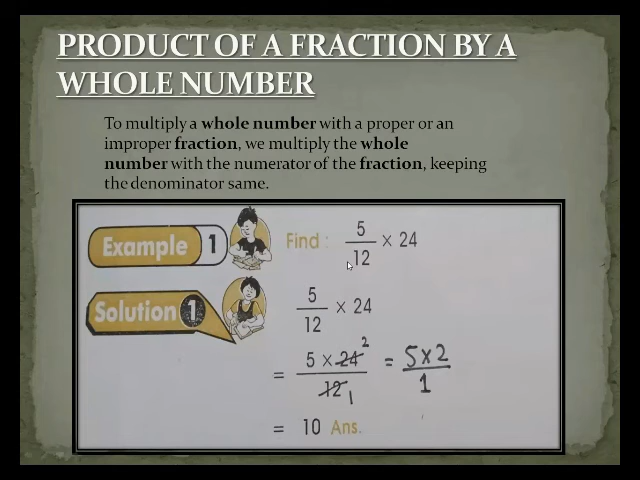 PRODUCT OF A FRACTION BY A
WHOLE NUMBER
To multiply a whole number with a proper or an
improper fraction, we multiply the whole
number with the numerator of the fraction, keeping
the denominator same.
Example 1
Find : 5/12 × 24
Solution 1
5/12 × 24
= 5 × 24 2 / 12 1 = 5×2/1
= 10 Ans.